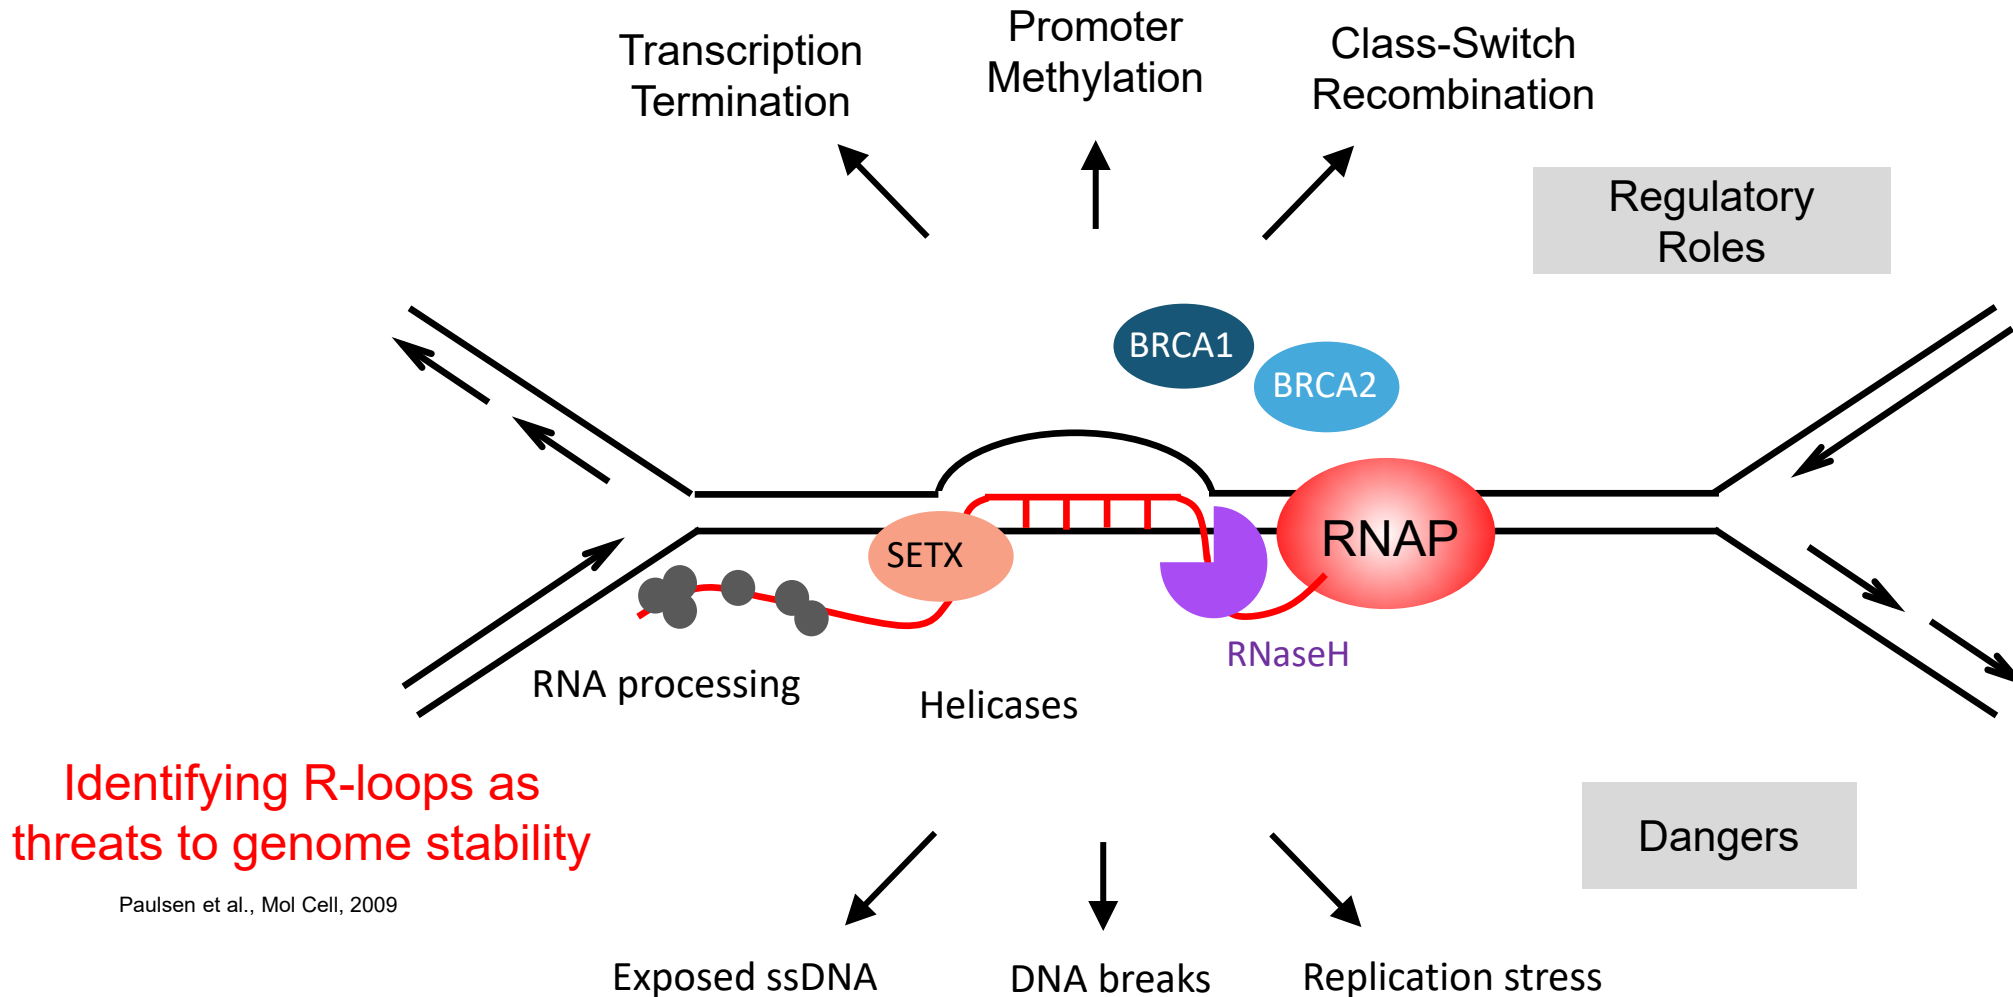 Transcription
Termination
Promoter
Methylation
Class-Switch
Recombination
Regulatory
Roles
BRCA1
BRCA2
SETX
RNAP
RNaseH
RNA processing
Helicases
Identifying R-loops as
threats to genome stability
Paulsen et al., Mol Cell, 2009
Dangers
Exposed ssDNA
DNA breaks
Replication stress